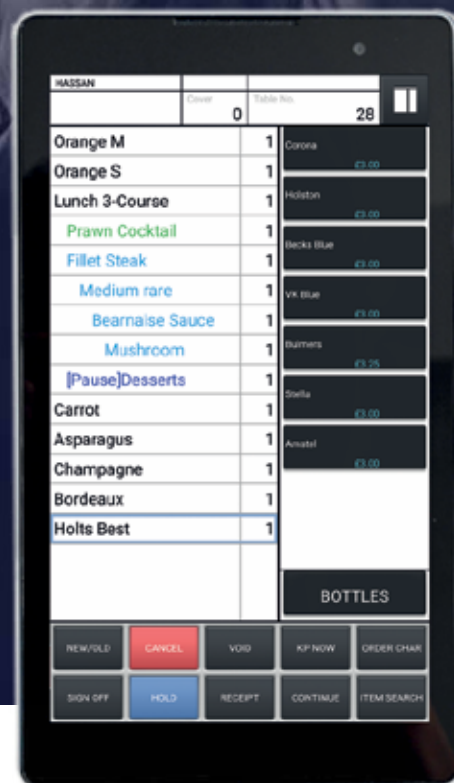 HASSAN
Cover 0 Table No. 28
Orange M 1
Orange S 1
Lunch 3-Course 1
Prawn Cocktail 1
Fillet Steak 1
Medium rare 1
Bearnaise Sauce 1
Mushroom 1
[Pause]Desserts 1
Carrot 1
Asparagus 1
Champagne 1
Bordeaux 1
Holts Best 1
Corona
£3.00
Holston
£3.00
Becks Blue
£3.00
VK Blue
£3.00
Bulmers
£3.25
Stella
£3.00
Amstel
£3.00
BOTTLES
NEW/OLD CANCEL VOID KP NOW ORDER CHAR
SIGN OFF HOLD RECEIPT CONTINUE ITEM SEARCH